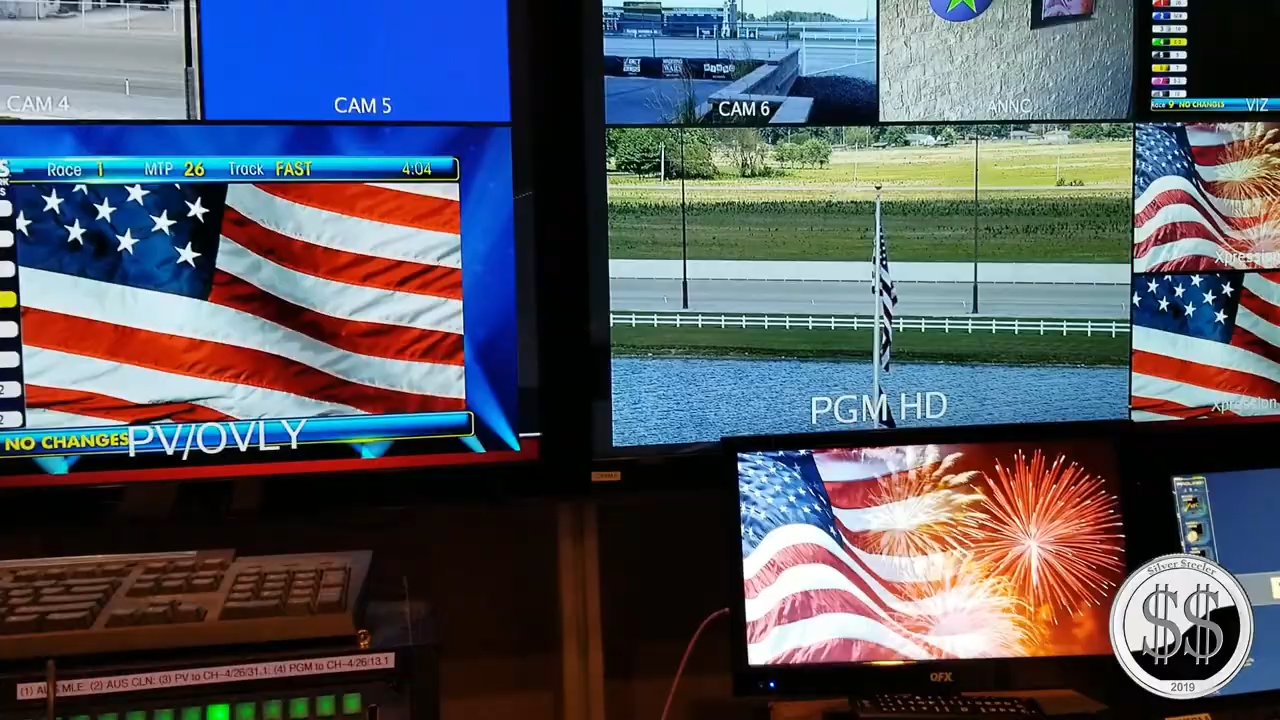 CAM 4
CAM 5
CAM 6
ANNC
Race 9 NO CHANGES
VIZ
Race 1 MTP 26 Track FAST 4:04
NO CHANGES
PV/OVLY
PGM HD
Xpression
Xpression
OFX
(1) AUS MLE: (2) AUS CLN: (3) PV to CH-4/26/31.1: (4) PGM to CH-4/26/13.1
Silver Steeler
$$
2019